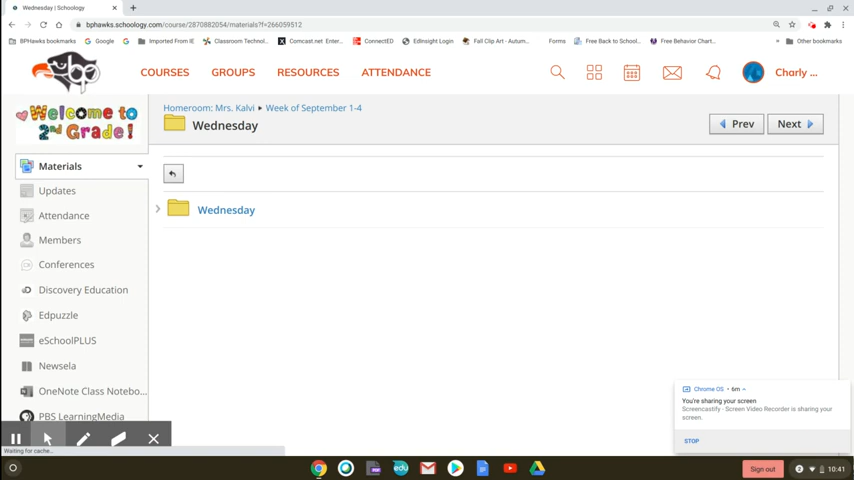 Wednesday | Schoology
bphawks.schoology.com/course/2870882054/materials?f=266059512
BPHawks bookmarks
Google
G
Imported From IE
Classroom Technol...
Comcast.net Enter...
ConnectED
EdInsight Login
Fall Clip Art - Autum...
Forms
Free Back to School...
Free Behavior Chart...
»
Other bookmarks
COURSES
GROUPS
RESOURCES
ATTENDANCE
Charly ...
Welcome to
2nd Grade!
Homeroom: Mrs. Kalvi ▸ Week of September 1-4
Wednesday
Prev
Next
Materials
Updates
Attendance
Members
Conferences
Discovery Education
Edpuzzle
eSchoolPLUS
Newsela
OneNote Class Notebo...
PBS LearningMedia
Wednesday
Chrome OS • 6m
You're sharing your screen
Screencastify - Screen Video Recorder is sharing your
screen.
STOP
Waiting for cache...
edu
Sign out
2
10:41